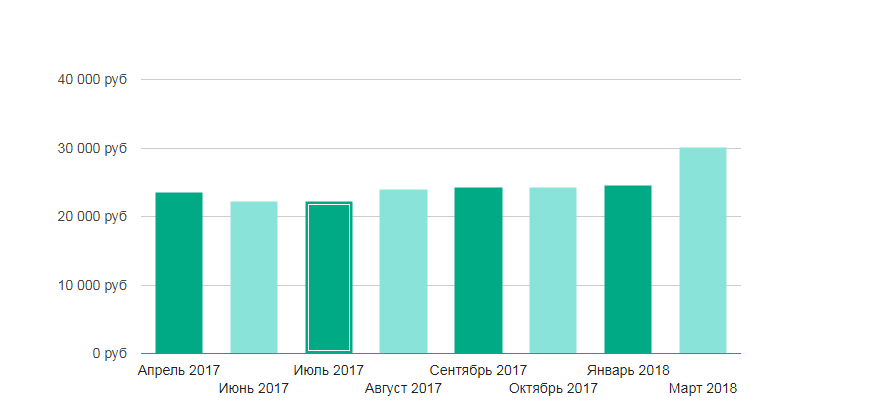 40 000 руб
30 000 руб
20 000 руб
10 000 руб
0 руб
Апрель 2017
Июнь 2017
Июль 2017
Август 2017
Сентябрь 2017
Октябрь 2017
Январь 2018
Март 2018